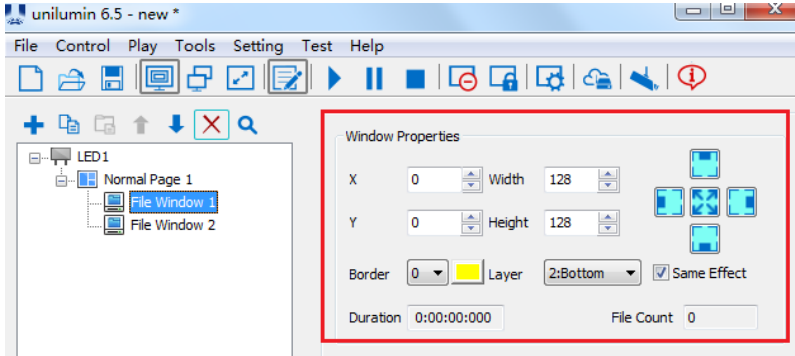 unilumin 6.5 - new *
File Control Play Tools Setting Test Help
LED1
Normal Page 1
File Window 1
File Window 2
Window Properties
X 0 Width 128
Y 0 Height 128
Border 0 Layer 2:Bottom Same Effect
Duration 0:00:00:000 File Count 0